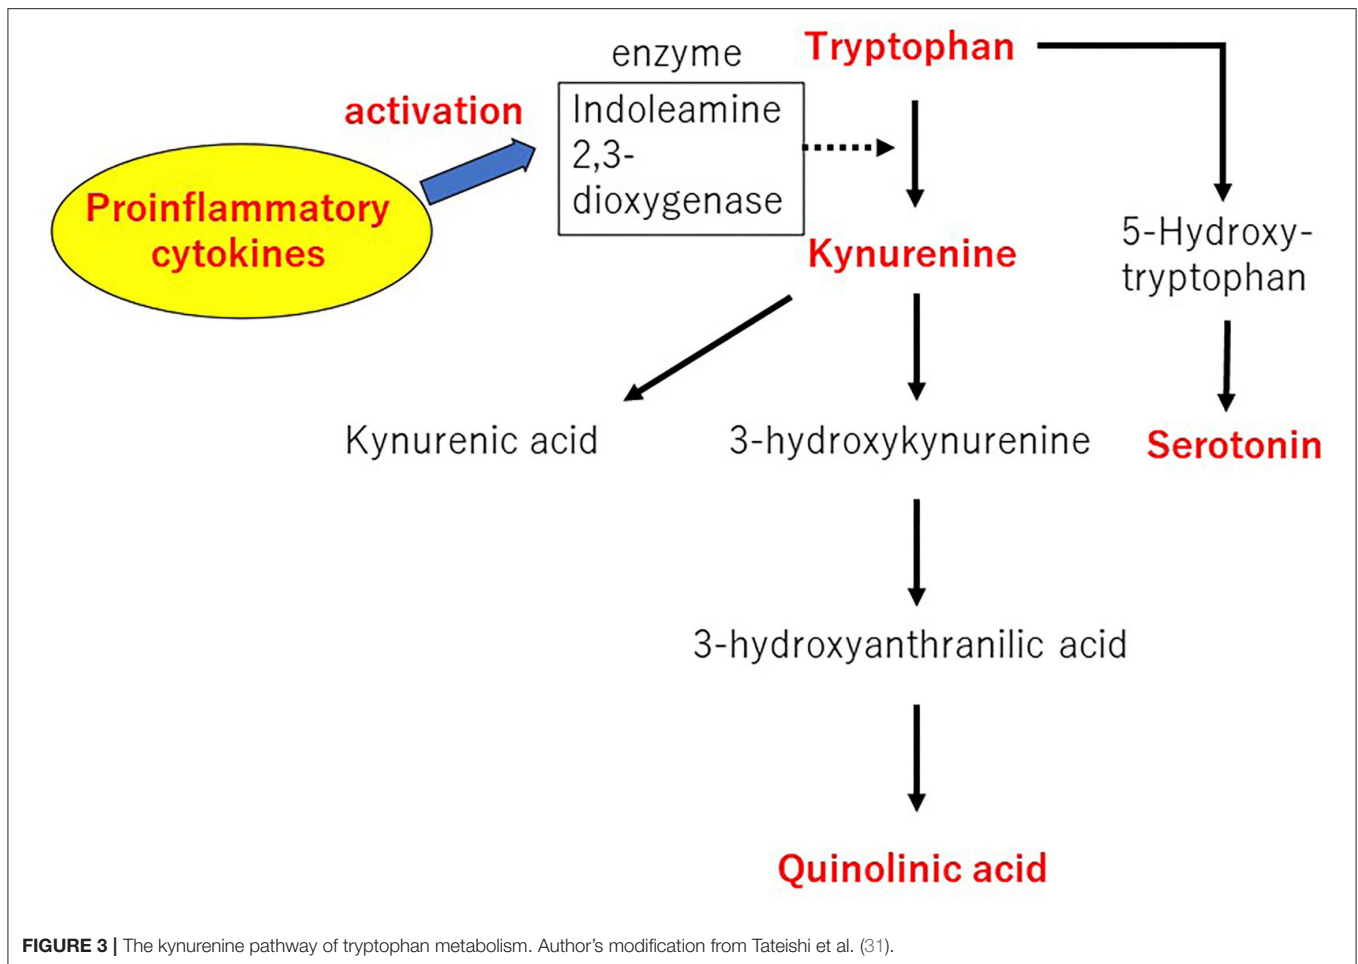 enzyme
Tryptophan
activation
Indoleamine
2,3-
dioxygenase
Proinflammatory
cytokines
Kynurenine
5-Hydroxy-
tryptophan
Kynurenic acid
3-hydroxykynurenine
Serotonin
3-hydroxyanthranilic acid
Quinolinic acid
FIGURE 3 | The kynurenine pathway of tryptophan metabolism. Author's modification from Tateishi et al. (31).